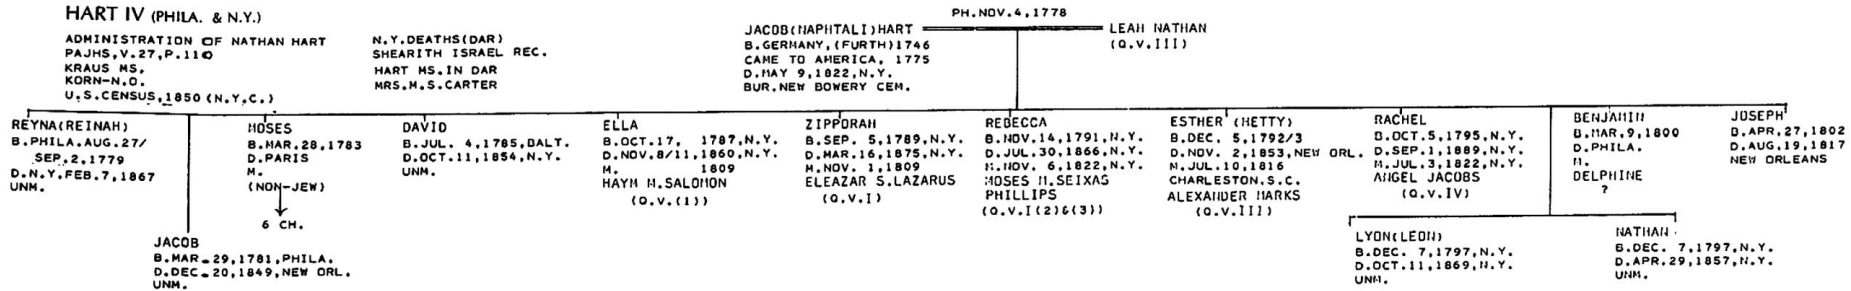 HART IV (PHILA. & N.Y.)
ADMINISTRATION OF NATHAN HART
PAJHS,V.27,P.110
KRAUS MS.
KORN-N.O.
U.S.CENSUS,1850 (N.Y.C.)
N.Y.DEATHS(DAR)
SHEARITH ISRAEL REC.
HART MS.IN DAR
MRS.M.S.CARTER
PH.NOV.4,1778
JACOB(NAPHTALI)HART
B.GERMANY,(FURTH)1746
CAME TO AMERICA, 1775
D.MAY 9,1822,N.Y.
BUR.NEW BOWERY CEM.
LEAH NATHAN
(Q.V.III)
REYNA(REINAH)
B.PHILA.AUG.27/
SEP.2,1779
D.N.Y.FEB.7,1867
UNM.
JACOB
B.MAR.29,1781,PHILA.
D.DEC.20,1849,NEW ORL.
UNM.
MOSES
B.MAR.28,1783
D.PARIS
M.
(NON-JEW)
6 CH.
DAVID
B.JUL. 4,1785,BALT.
D.OCT.11,1854,N.Y.
UNM.
ELLA
B.OCT.17, 1787,N.Y.
D.NOV.8/11,1860,N.Y.
M. 1809
HAYM M.SALOMON
(Q.V.(1))
ZIPPORAH
B.SEP. 5,1789,N.Y.
D.MAR.16,1875,N.Y.
M.NOV. 1,1809
ELEAZAR S.LAZARUS
(Q.V.I)
REBECCA
B.NOV.14,1791,N.Y.
D.JUL.30,1866,N.Y.
M.NOV. 6,1822,N.Y.
MOSES M.SEIXAS
PHILLIPS
(Q.V.I(2)&(3))
ESTHER (HETTY)
B.DEC. 5,1792/3
D.NOV. 2,1853,NEW ORL.
M.JUL.10,1816
CHARLESTON.S.C.
ALEXANDER MARKS
(Q.V.III)
RACHEL
B.OCT.5,1795,N.Y.
D.SEP.1,1889,N.Y.
M.JUL.3,1822,N.Y.
ANGEL JACOBS
(Q.V.IV)
LYON(LEON)
B.DEC. 7,1797,N.Y.
D.OCT.11,1869,N.Y.
UNM.
NATHAN
B.DEC. 7,1797,N.Y.
D.APR.29,1857,N.Y.
UNM.
BENJAMIN
B.MAR.9,1800
D.PHILA.
M.
DELPHINE
?
JOSEPH
B.APR.27,1802
D.AUG.19,1817
NEW ORLEANS